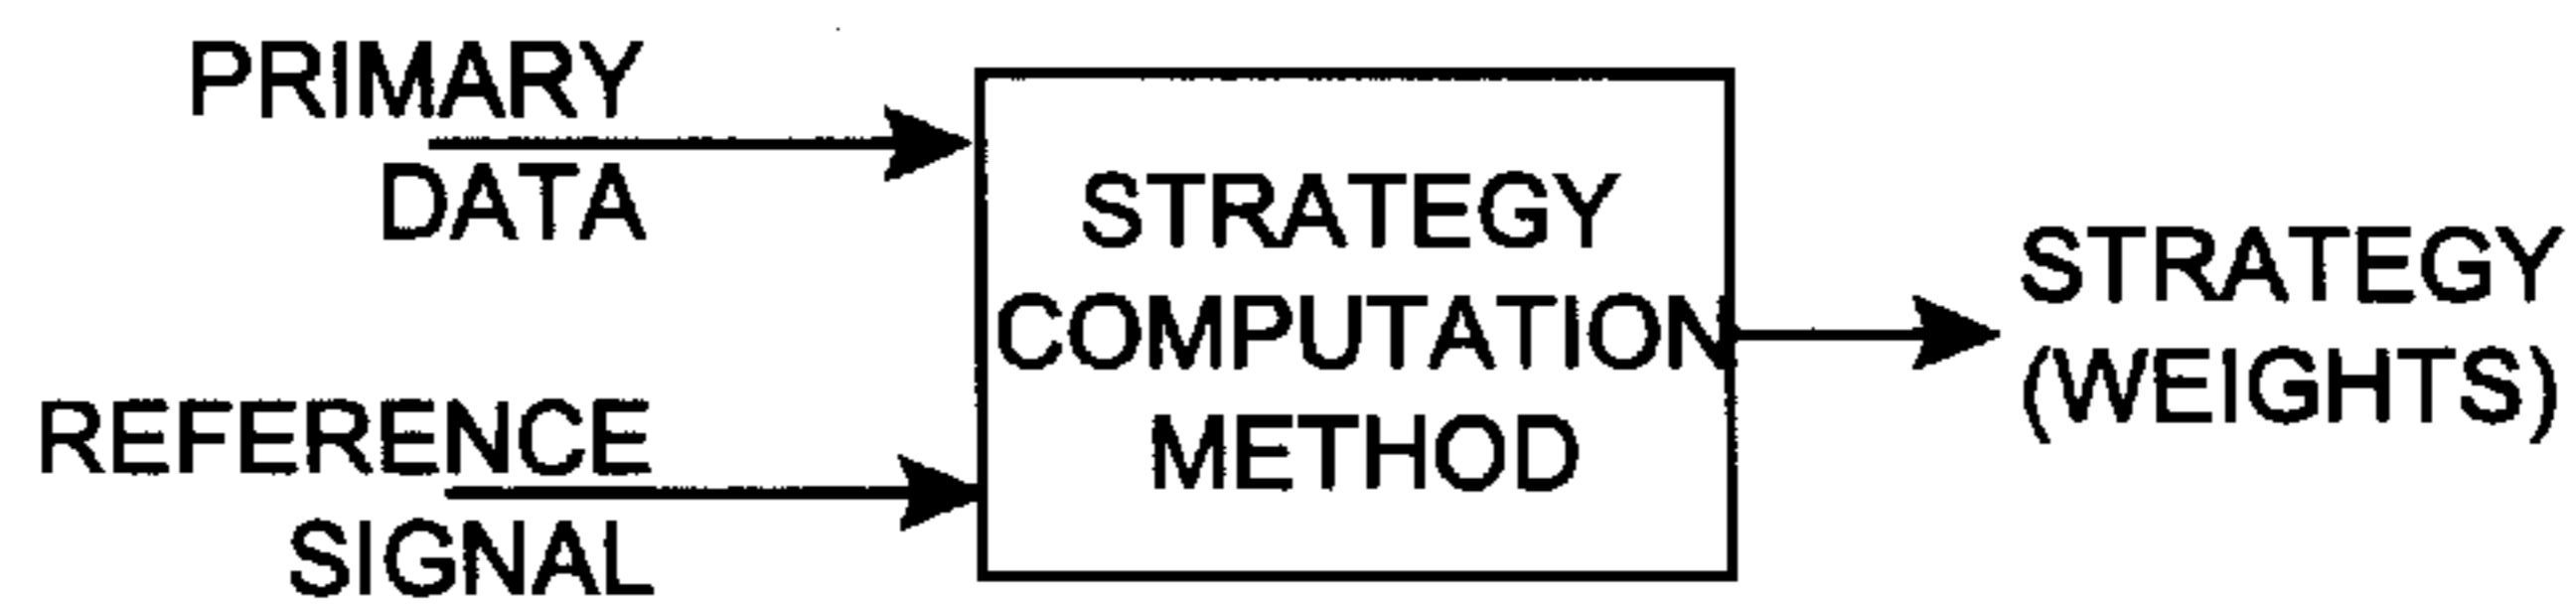 PRIMARY
DATA
REFERENCE
SIGNAL
STRATEGY
COMPUTATION
METHOD
STRATEGY
(WEIGHTS)